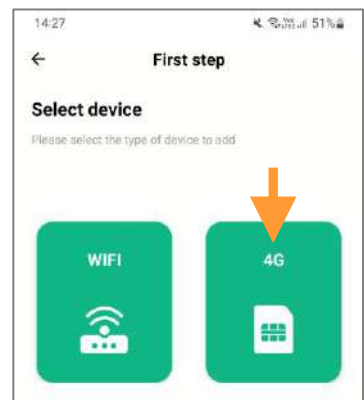 14:27 51%
First step
Select device
Please select the type of device to add
WIFI 4G